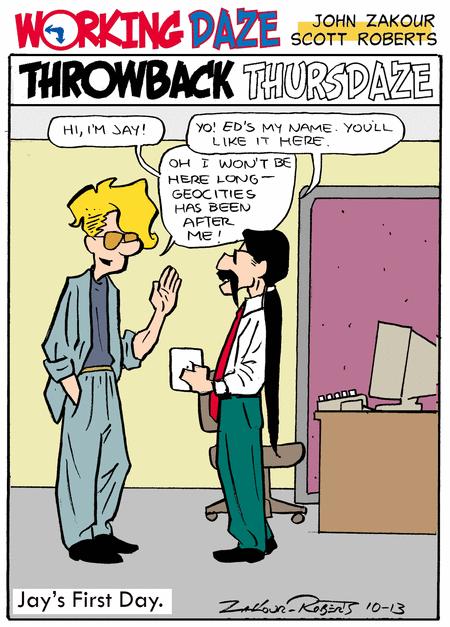 WORKING DAZE
JOHN ZAKOUR
SCOTT ROBERTS
THROWBACK THURSDAZE
HI, I'M JAY!
YO! ED'S MY NAME. YOU'LL
LIKE IT HERE.
OH I WON'T BE
HERE LONG—
GEOCITIES
HAS BEEN
AFTER
ME!
Jay's First Day.
ZAKOUR-ROBERTS 10-13